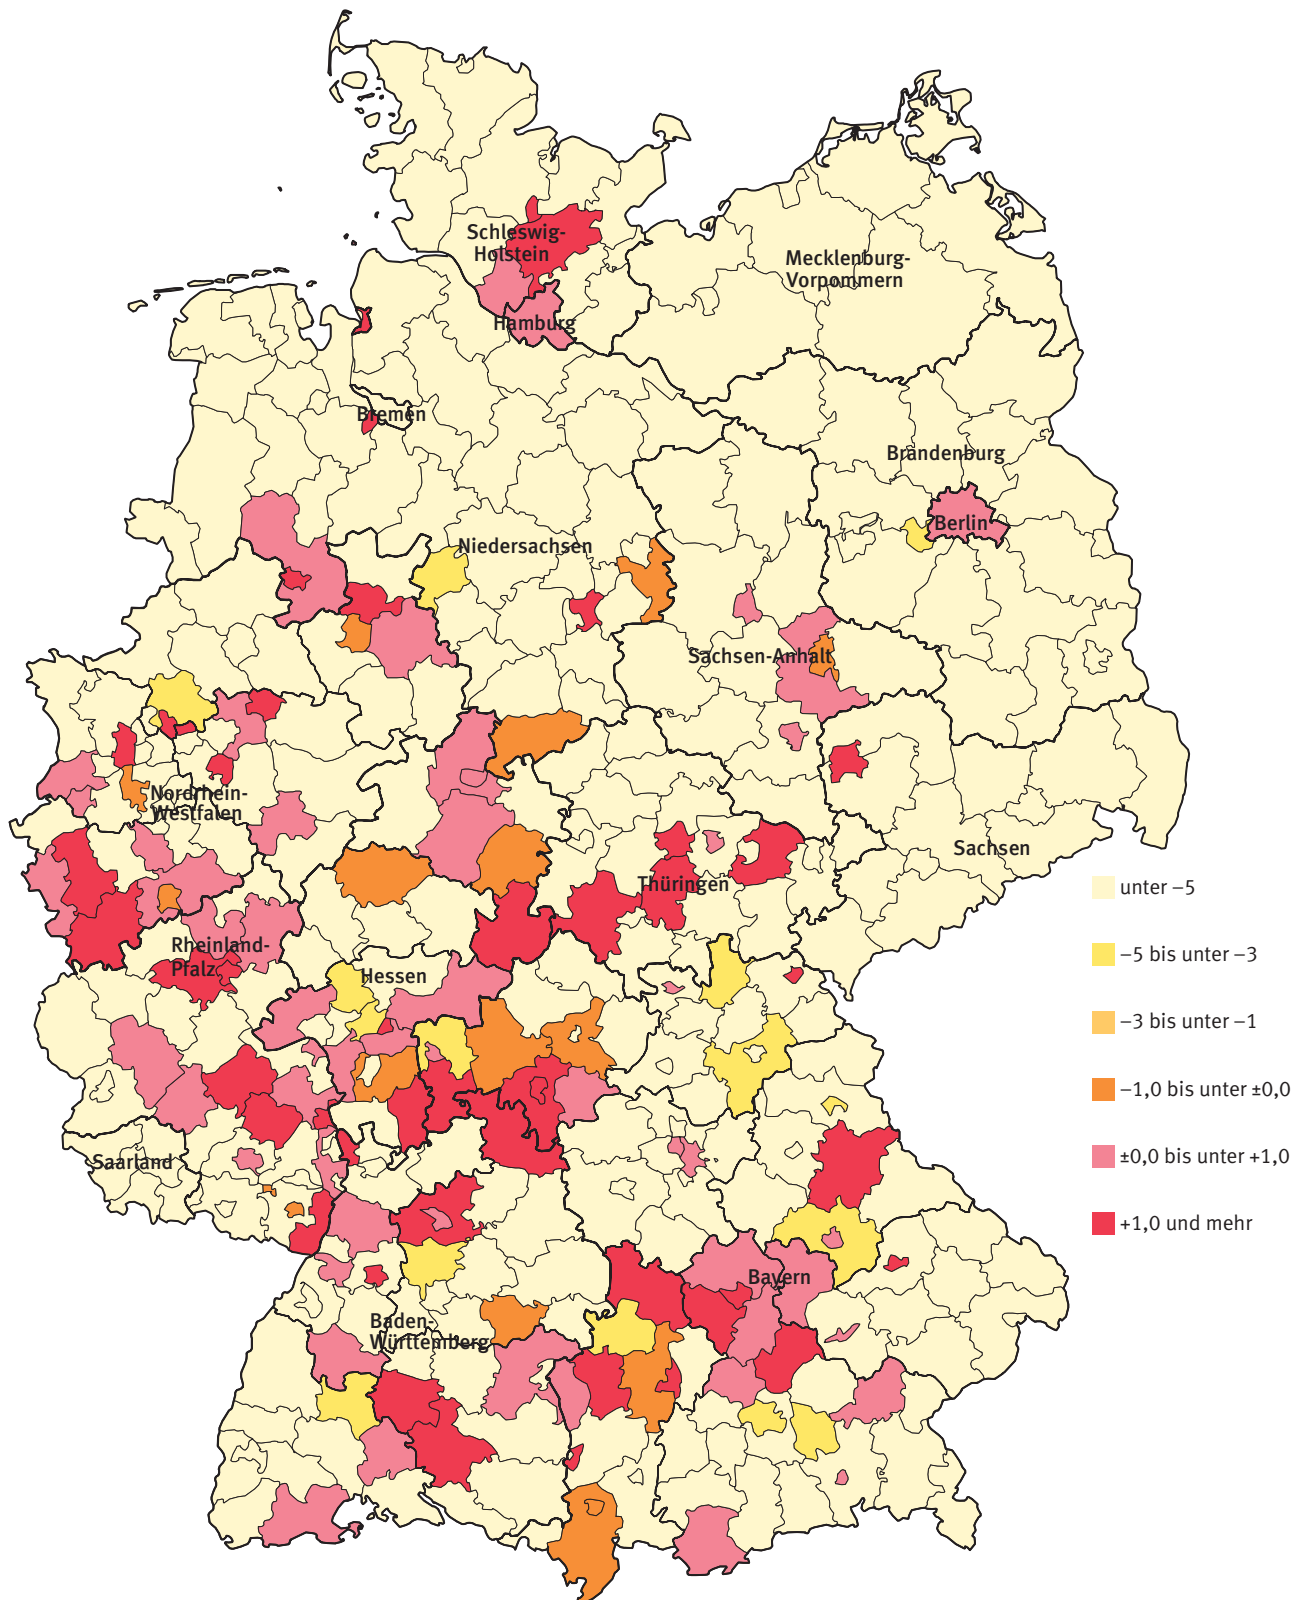 Schleswig-
Holstein
Mecklenburg-
Vorpommern
Hamburg
Bremen
Brandenburg
Berlin
Niedersachsen
Sachsen-Anhalt
Nordrhein-
Westfalen
Sachsen
Thüringen
Rheinland-
Pfalz
Hessen
Saarland
Bayern
Baden-
Württemberg
unter –5
–5 bis unter –3
–3 bis unter –1
–1,0 bis unter ±0,0
±0,0 bis unter +1,0
+1,0 und mehr